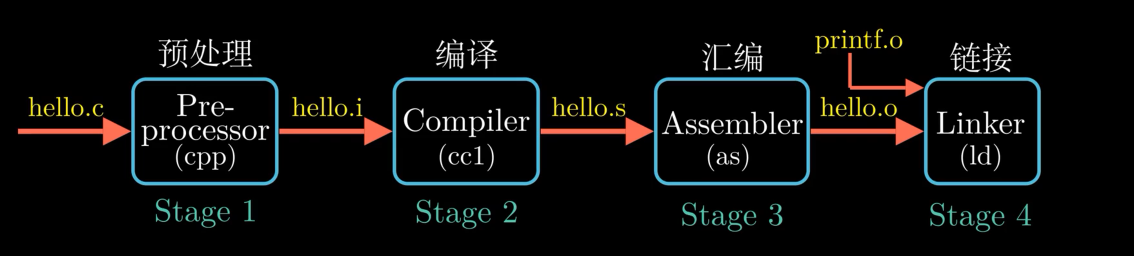 预处理
编译
汇编
printf.o
链接
hello.c
Pre-
processor
(cpp)
hello.i
Compiler
(cc1)
hello.s
Assembler
(as)
hello.o
Linker
(ld)
Stage 1
Stage 2
Stage 3
Stage 4